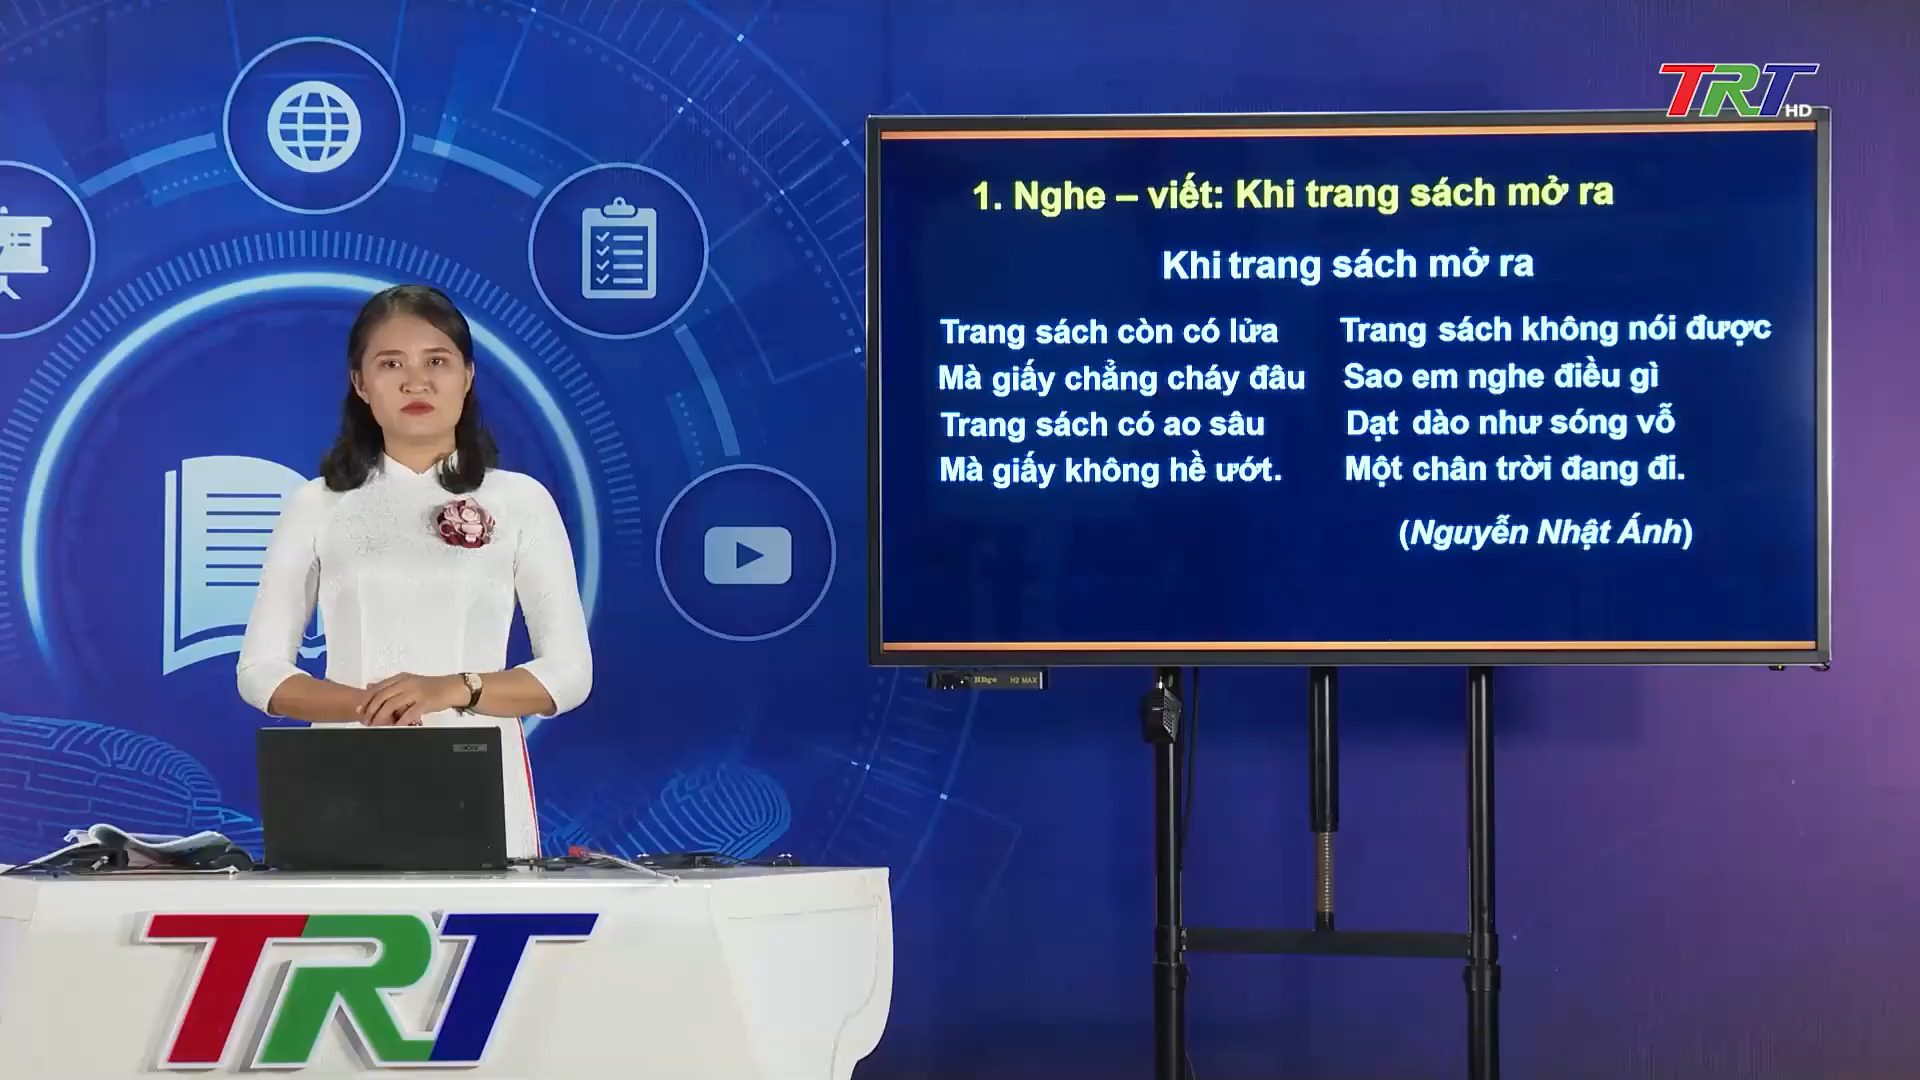 TRT HD
1. Nghe – viết: Khi trang sách mở ra
Khi trang sách mở ra
Trang sách còn có lửa
Mà giấy chẳng cháy đâu
Trang sách có ao sâu
Mà giấy không hề ướt.
Trang sách không nói được
Sao em nghe điều gì
Dạt dào như sóng vỗ
Một chân trời đang đi.
(Nguyễn Nhật Ánh)
H2 MAX
TRT